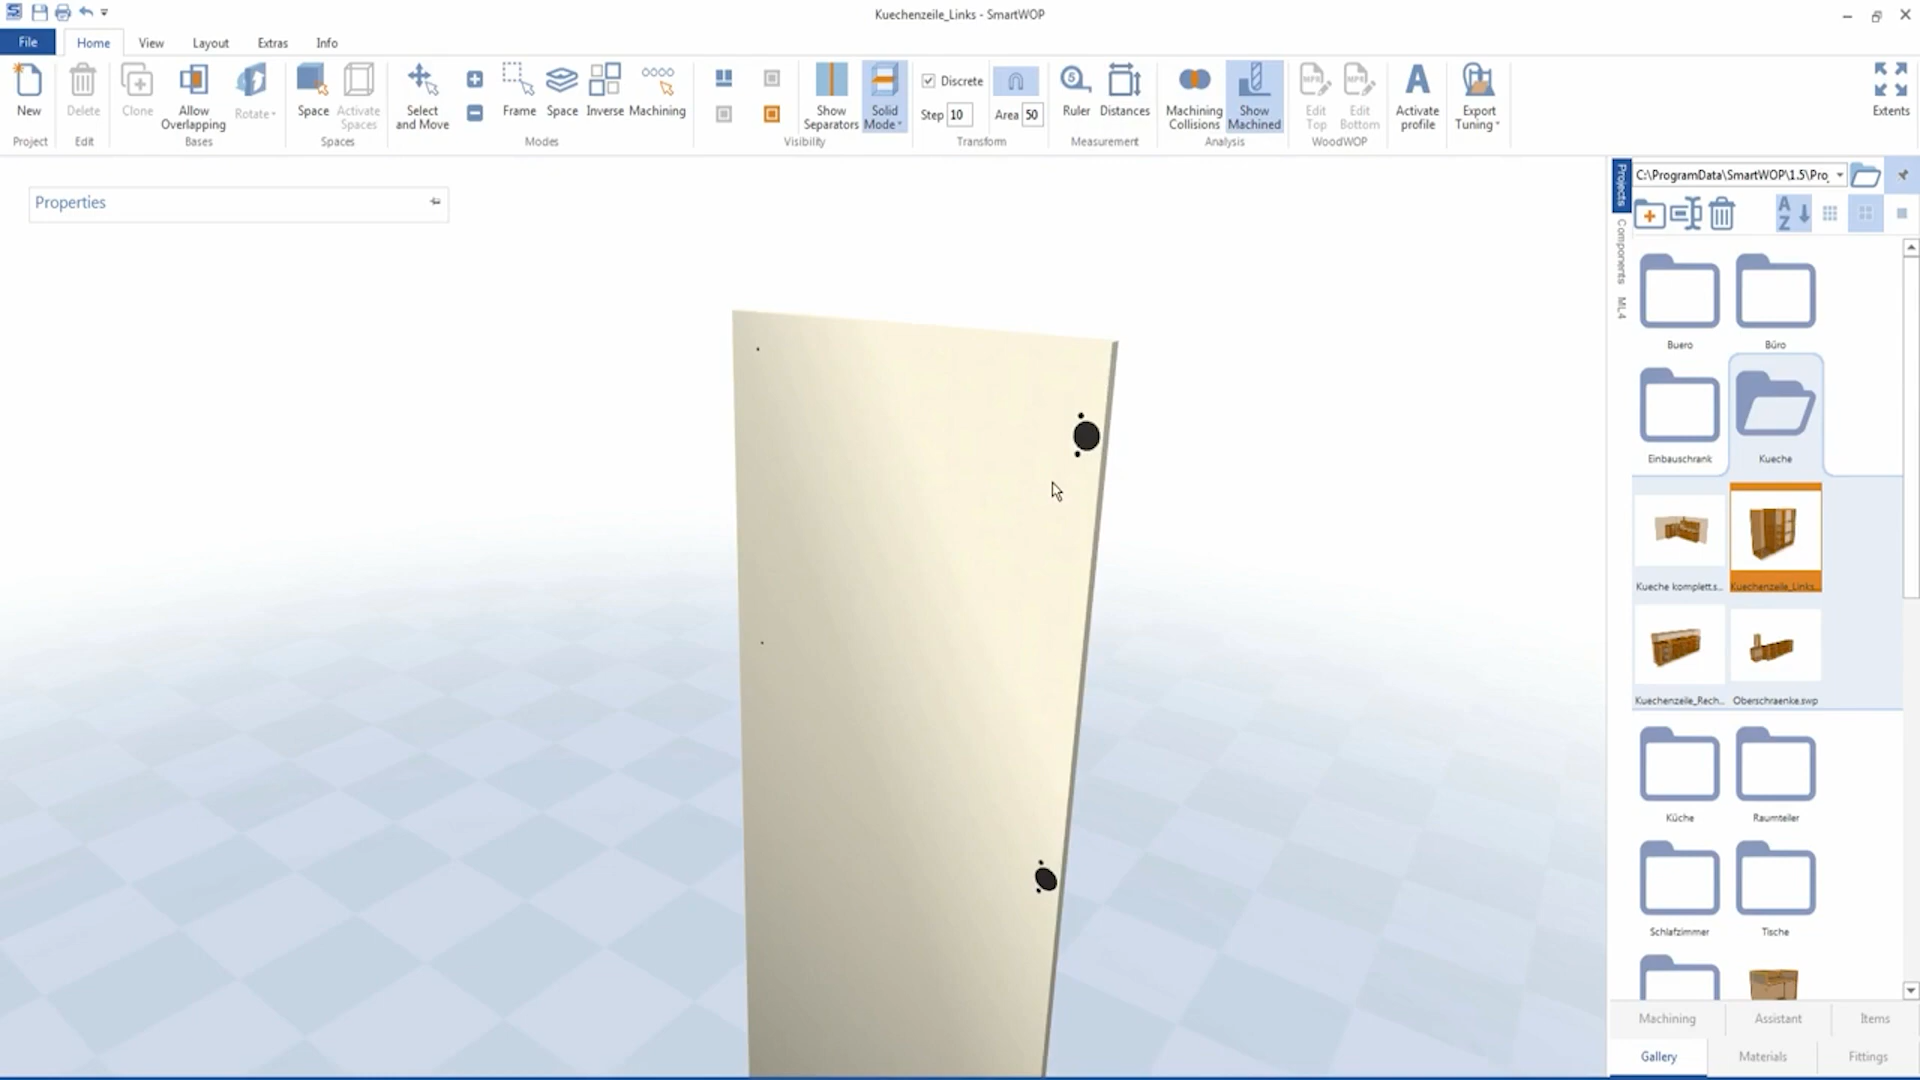 Kuechenzeile_Links - SmartWOP
File Home View Layout Extras Info
New
Delete
Clone
Allow
Overlapping
Rotate
Space
Activate
Spaces
Select
and Move
Frame
Space
Inverse
Machining
Show
Separators
Solid
Mode
Discrete
Step 10
Area 50
Ruler
Distances
Machining
Collisions
Show
Machined
MPR
Edit
Top
MPR
Edit
Bottom
Activate
profile
Export
Tuning
Extents
Project Edit Bases Spaces Modes Visibility Transform Measurement Analysis WoodWOP
Properties
Projects
Components
ML4
C:\ProgramData\SmartWOP\1.5\Pro
A
Z
Buero
Büro
Einbauschrank
Kueche
Kueche komplett.s...
Kuechenzeile_Links...
Kuechenzeile_Rech...
Oberschraenke.swp
Küche
Raumteiler
Schlafzimmer
Tische
Machining Assistant Items
Gallery Materials Fittings